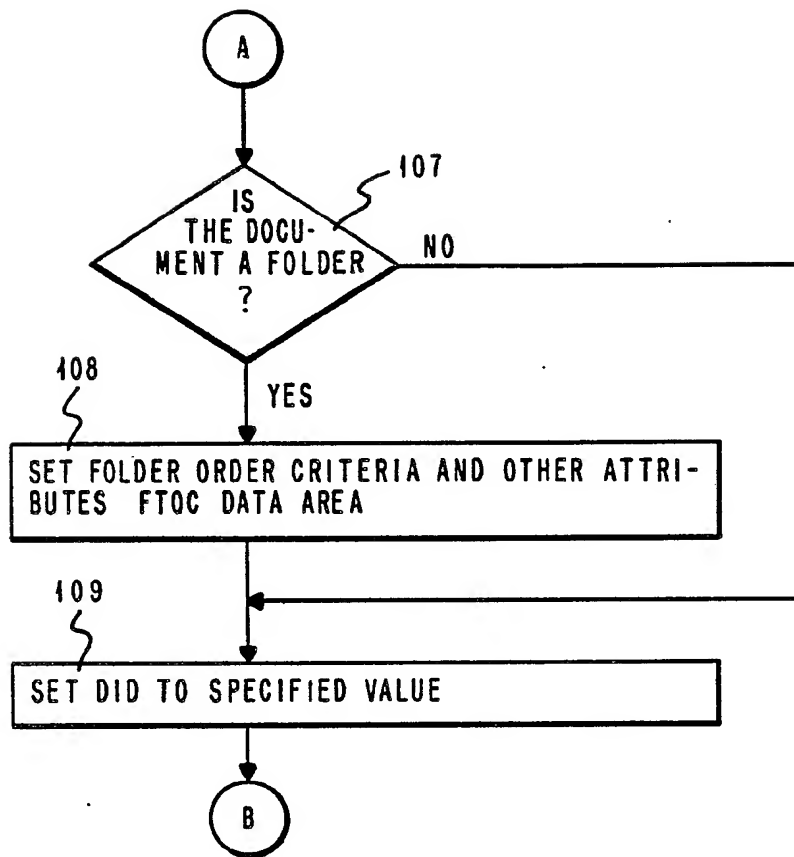 A
107
IS
THE DOCU-
MENT A FOLDER
?
NO
YES
108
SET FOLDER ORDER CRITERIA AND OTHER ATTRI-
BUTES FTOC DATA AREA
109
SET DID TO SPECIFIED VALUE
B